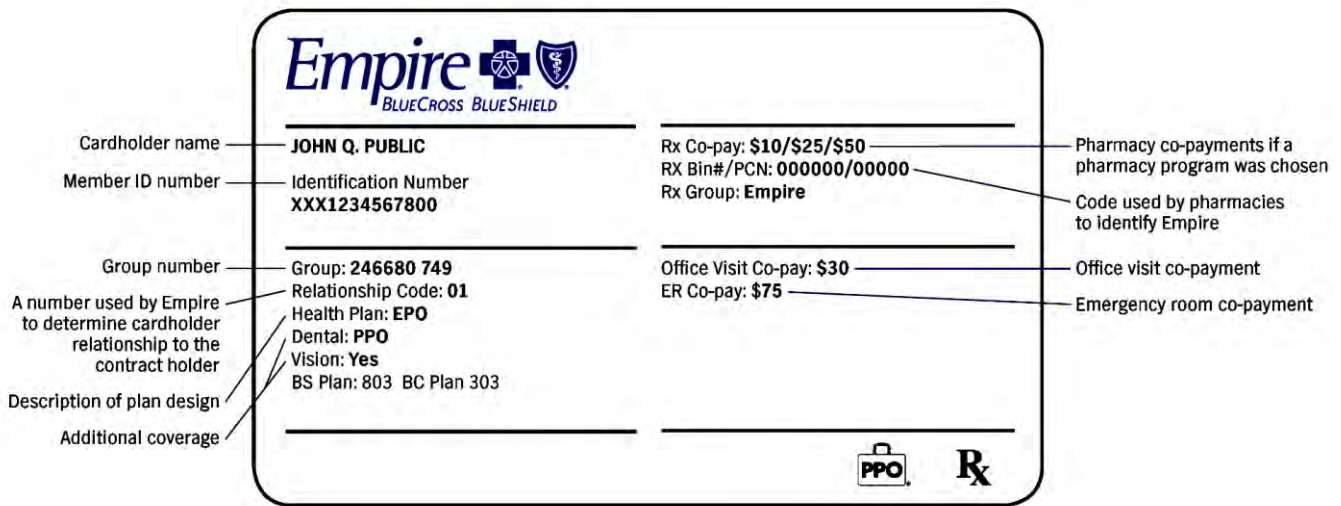 Empire
BLUECROSS BLUESHIELD
Cardholder name
Member ID number
Group number
A number used by Empire
to determine cardholder
relationship to the
contract holder
Description of plan design
Additional coverage
JOHN Q. PUBLIC
Identification Number
XXX1234567800
Group: 246680 749
Relationship Code: 01
Health Plan: EPO
Dental: PPO
Vision: Yes
BS Plan: 803 BC Plan 303
Rx Co-pay: $10/$25/$50
RX Bin#/PCN: 000000/00000
Rx Group: Empire
Office Visit Co-pay: $30
ER Co-pay: $75
PPO
Rx
Pharmacy co-payments if a
pharmacy program was chosen
Code used by pharmacies
to identify Empire
Office visit co-payment
Emergency room co-payment